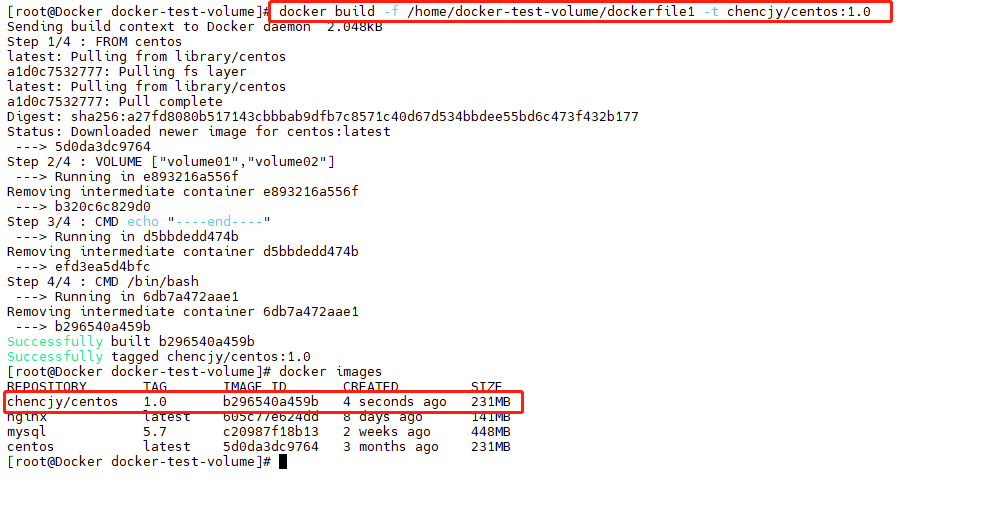 [root@Docker docker-test-volume]# docker build -f /home/docker-test-volume/dockerfile1 -t chencjy/centos:1.0
Sending build context to Docker daemon  2.048kB
Step 1/4 : FROM centos
latest: Pulling from library/centos
a1d0c7532777: Pulling fs layer
latest: Pulling from library/centos
a1d0c7532777: Pull complete
Digest: sha256:a27fd8080b517143cbbbab9dfb7c8571c40d67d534bbdee55bd6c473f432b177
Status: Downloaded newer image for centos:latest
 ---> 5d0da3dc9764
Step 2/4 : VOLUME ["volume01","volume02"]
 ---> Running in e893216a556f
Removing intermediate container e893216a556f
 ---> b320c6c829d0
Step 3/4 : CMD echo "----end----"
 ---> Running in d5bbdedd474b
Removing intermediate container d5bbdedd474b
 ---> efd3ea5d4bfc
Step 4/4 : CMD /bin/bash
 ---> Running in 6db7a472aae1
Removing intermediate container 6db7a472aae1
 ---> b296540a459b
Successfully built b296540a459b
Successfully tagged chencjy/centos:1.0
[root@Docker docker-test-volume]# docker images
REPOSITORY       TAG       IMAGE ID       CREATED         SIZE
chencjy/centos   1.0       b296540a459b   4 seconds ago   231MB
nginx            latest    605c77e624dd   8 days ago      141MB
mysql            5.7       c20987f18b13   2 weeks ago     448MB
centos           latest    5d0da3dc9764   3 months ago    231MB
[root@Docker docker-test-volume]#